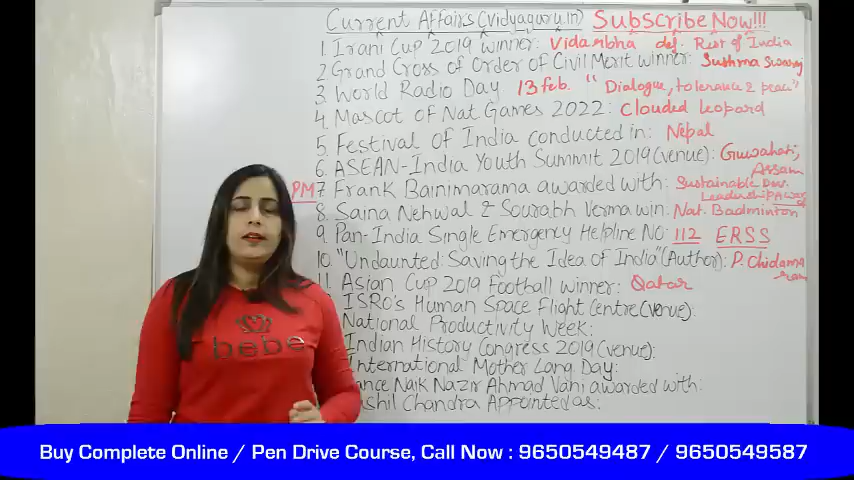 Current Affairs (Vidyaguru.in) Subscribe Now!!!
1. Irani Cup 2019 winner: Vidarbha def. Rest of India
2. Grand Cross of Order of Civil Merit winner: Sushma Swaraj
3. World Radio Day 13 feb. "Dialogue, tolerance & peace"
4. Mascot of Nat Games 2022: Clouded leopard
5. Festival of India conducted in: Nepal
6. ASEAN-India Youth Summit 2019 (venue): Guwahati, Assam
PM 7 Frank Bainimarama awarded with: Sustainable Dev. Leadership Award
8. Saina Nehwal & Sourabh Verma win: Nat. Badminton
9. Pan-India Single Emergency Helpline No: 112 ERSS
10. "Undaunted: Saving the Idea of India" (Author): P. Chidamaram
11. Asian Cup 2019 Football winner: Qatar
ISRO's Human Space Flight Centre (venue):
National Productivity Week:
Indian History Congress 2019 (venue):
International Mother Lang Day:
ance Naik Nazir Ahmad Vani awarded with:
shil Chandra Appointed as:
bebe
Buy Complete Online / Pen Drive Course, Call Now : 9650549487 / 9650549587